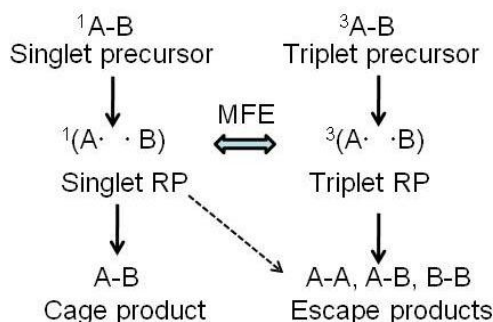 ¹A-B
Singlet precursor
³A-B
Triplet precursor
MFE
¹(A· ·B)
Singlet RP
³(A· ·B)
Triplet RP
A-B
Cage product
A-A, A-B, B-B
Escape products